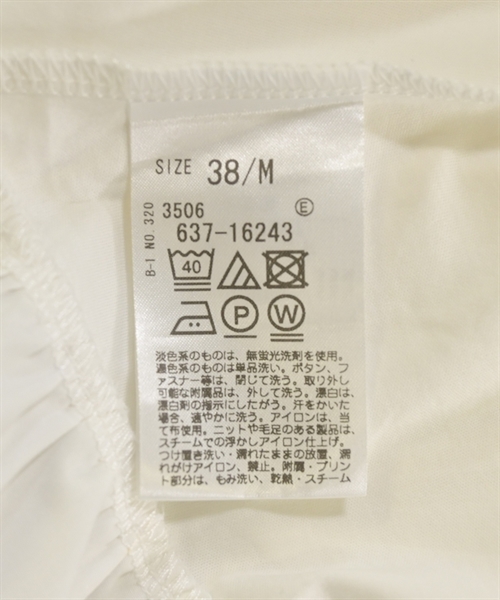 SIZE 38/M
B-1 NO.320
3506 E
637-16243
40
P W
淡色系のものは、無蛍光洗剤を使用。
濃色系のものは単品洗い。ボタン、フ
ァスナー等は、閉じて洗う。取り外し
可能な附属品は、外して洗う。漂白は、
漂白剤の指示にしたがう。汗をかいた
場合、速やかに洗う。アイロンは、当
て布使用。ニットや毛足のある製品は、
スチームでの浮かしアイロン仕上げ。
つけ置き洗い・濡れたままの放置、濡
れがけアイロン、禁止。附属・プリン
ト部分は、もみ洗い、乾熱・スチーム